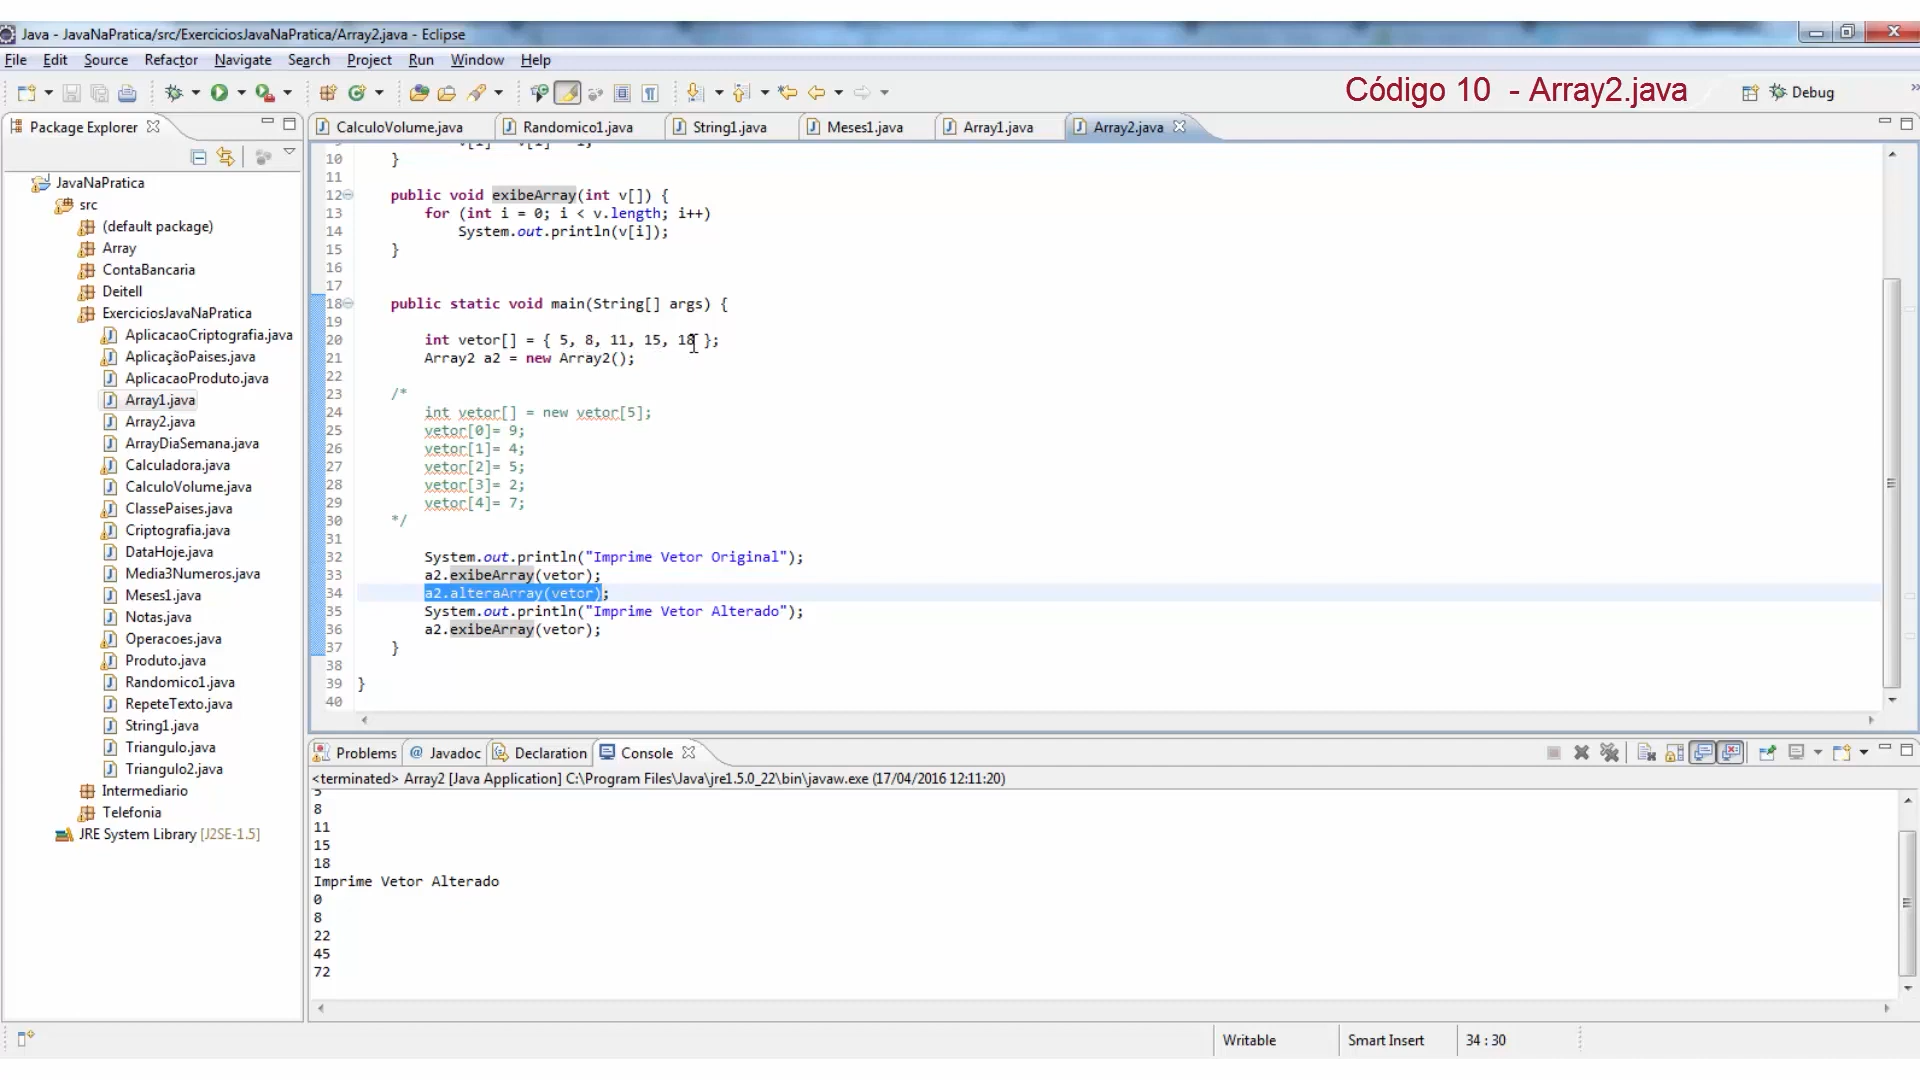 Java - JavaNaPratica/src/ExerciciosJavaNaPratica/Array2.java - Eclipse
File Edit Source Refactor Navigate Search Project Run Window Help
Código 10 - Array2.java
Debug
Package Explorer
CalculoVolume.java Randomico1.java String1.java Meses1.java Array1.java Array2.java
JavaNaPratica
src
(default package)
Array
ContaBancaria
Deitell
ExerciciosJavaNaPratica
AplicacaoCriptografia.java
AplicaçãoPaises.java
AplicacaoProduto.java
Array1.java
Array2.java
ArrayDiaSemana.java
Calculadora.java
CalculoVolume.java
ClassePaises.java
Criptografia.java
DataHoje.java
Media3Numeros.java
Meses1.java
Notas.java
Operacoes.java
Produto.java
Randomico1.java
RepeteTexto.java
String1.java
Triangulo.java
Triangulo2.java
Intermediario
Telefonia
JRE System Library [J2SE-1.5]
10 }
11
12 public void exibeArray(int v[]) {
13 for (int i = 0; i < v.length; i++)
14 System.out.println(v[i]);
15 }
16
17
18 public static void main(String[] args) {
19
20 int vetor[] = { 5, 8, 11, 15, 18 };
21 Array2 a2 = new Array2();
22
23 /*
24 int vetor[] = new vetor[5];
25 vetor[0]= 9;
26 vetor[1]= 4;
27 vetor[2]= 5;
28 vetor[3]= 2;
29 vetor[4]= 7;
30 */
31
32 System.out.println("Imprime Vetor Original");
33 a2.exibeArray(vetor);
34 a2.alteraArray(vetor);
35 System.out.println("Imprime Vetor Alterado");
36 a2.exibeArray(vetor);
37 }
38
39 }
40
Problems Javadoc Declaration Console
<terminated> Array2 [Java Application] C:\Program Files\Java\jre1.5.0_22\bin\javaw.exe (17/04/2016 12:11:20)
5
8
11
15
18
Imprime Vetor Alterado
0
8
22
45
72
Writable Smart Insert 34 : 30